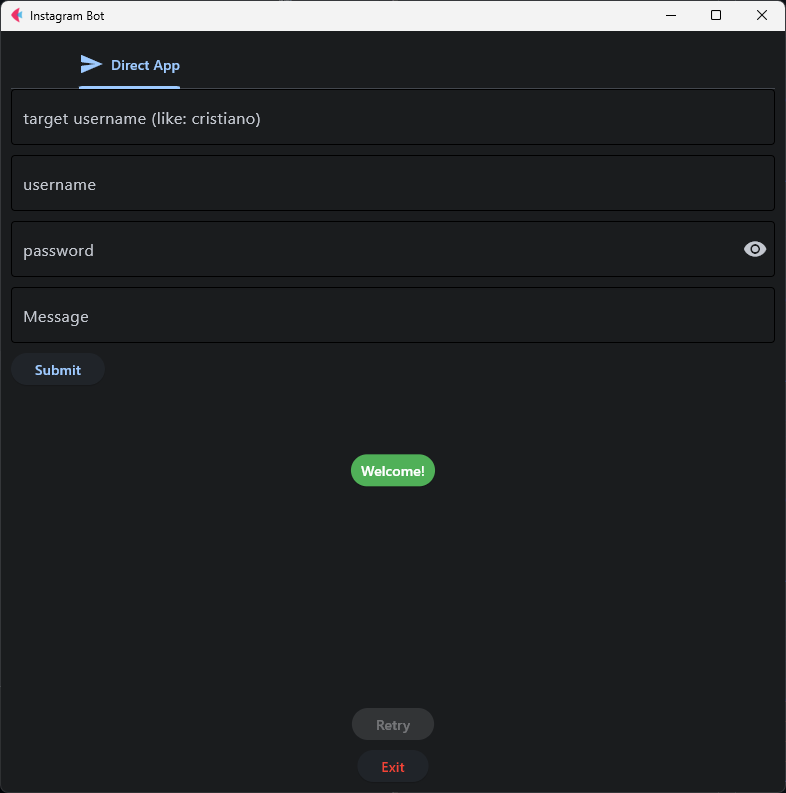 Instagram Bot
Direct App
target username (like: cristiano)
username
password
Message
Submit
Welcome!
Retry
Exit